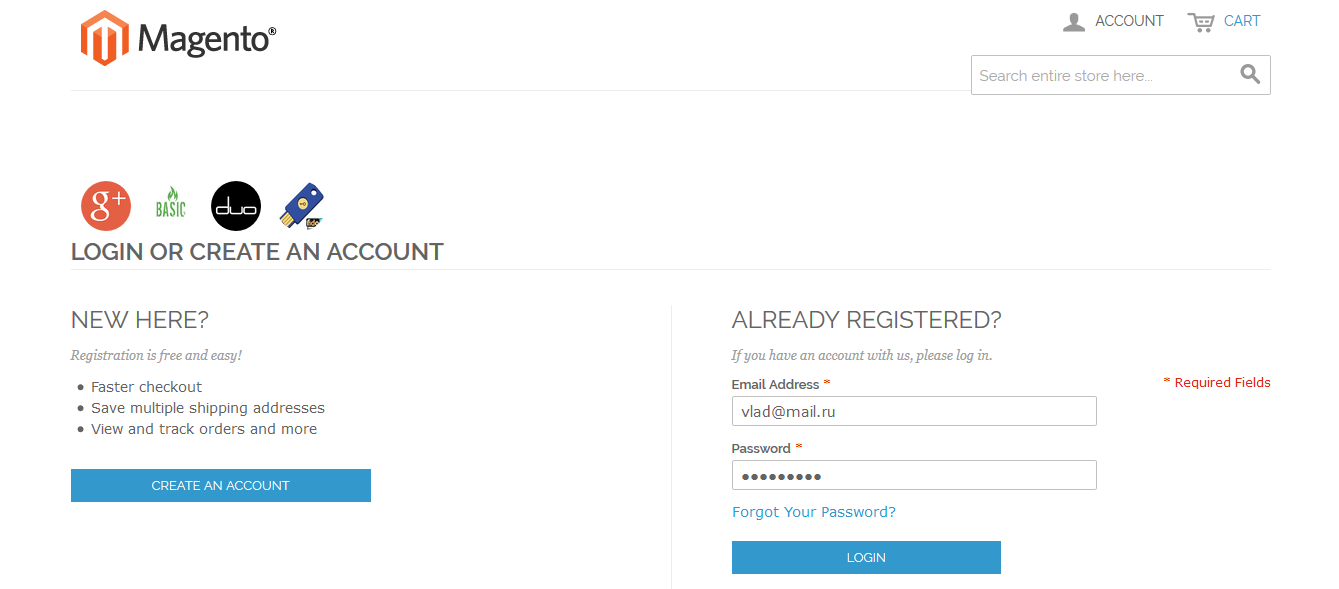 Magento®
ACCOUNT
CART
Search entire store here...
g+
BASIC
duo
LOGIN OR CREATE AN ACCOUNT
NEW HERE?
Registration is free and easy!
Faster checkout
Save multiple shipping addresses
View and track orders and more
CREATE AN ACCOUNT
ALREADY REGISTERED?
If you have an account with us, please log in.
* Required Fields
Email Address *
vlad@mail.ru
Password *
•••••••••
Forgot Your Password?
LOGIN